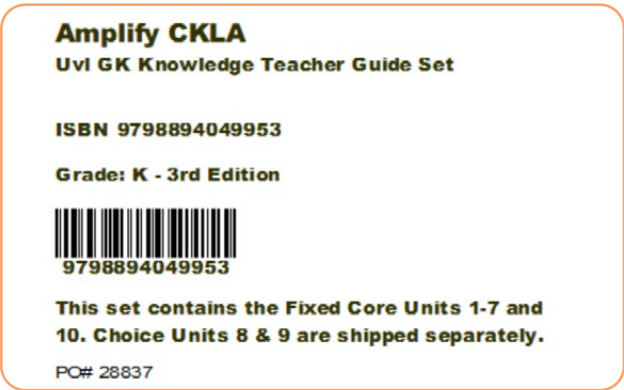 Amplify CKLA
Uvl GK Knowledge Teacher Guide Set
ISBN 9798894049953
Grade: K - 3rd Edition
9798894049953
This set contains the Fixed Core Units 1-7 and
10. Choice Units 8 & 9 are shipped separately.
PO# 28837